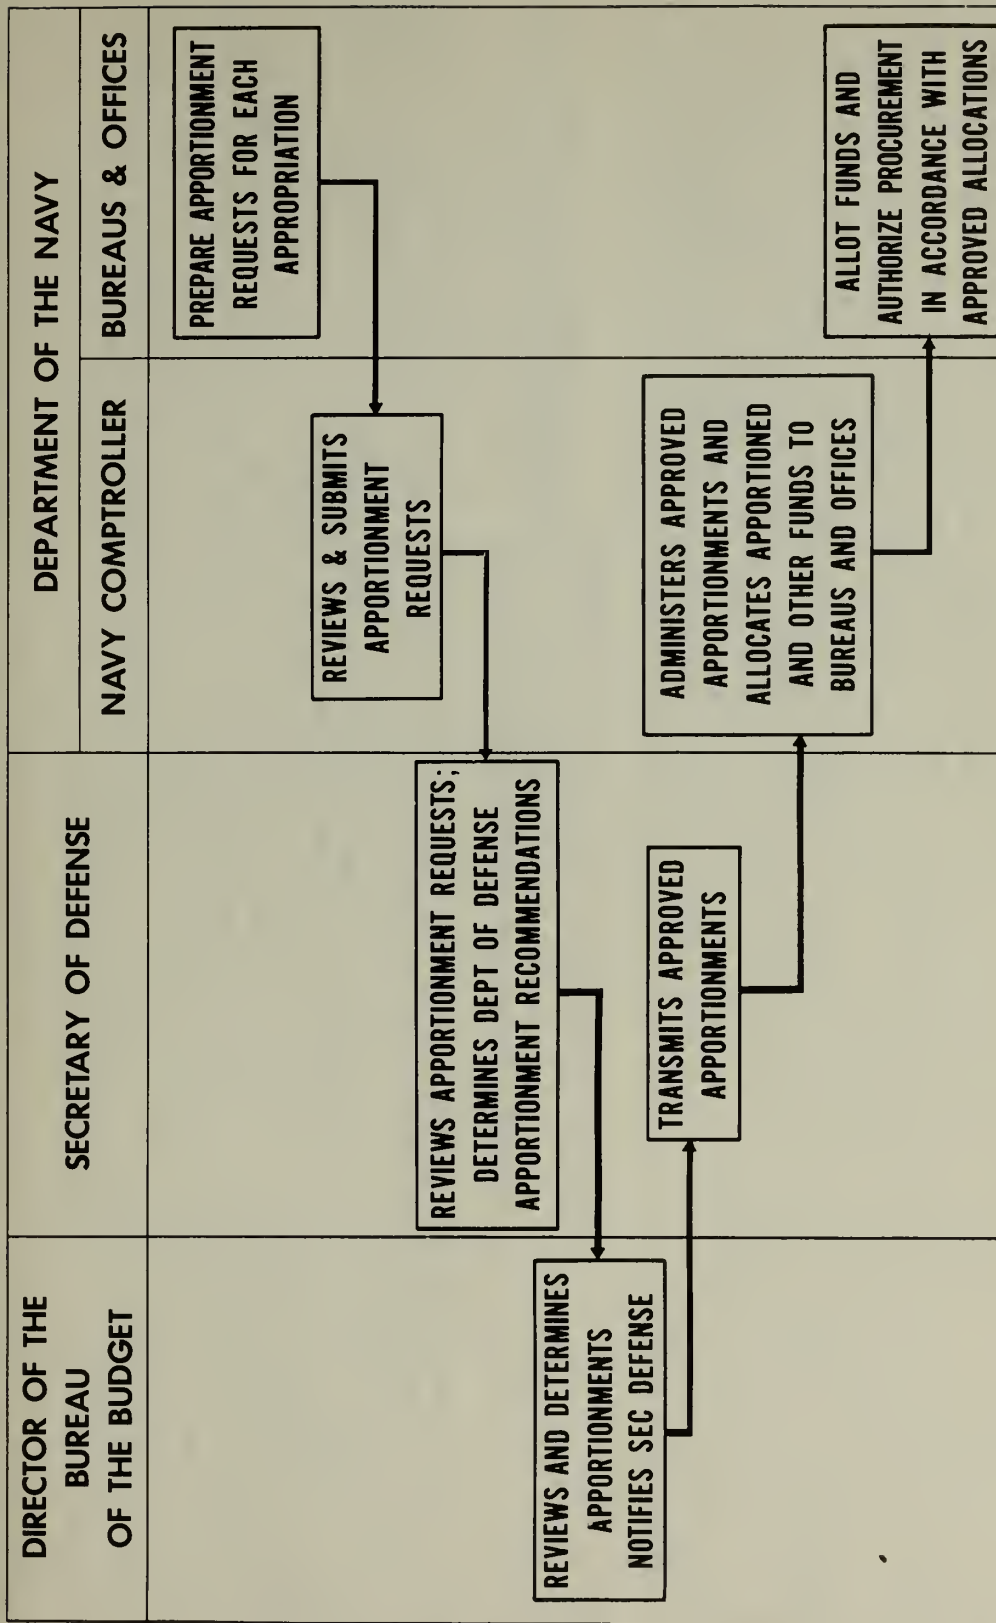 DIRECTOR OF THE
BUREAU
OF THE BUDGET
SECRETARY OF DEFENSE
DEPARTMENT OF THE NAVY
NAVY COMPTROLLER
BUREAUS & OFFICES
PREPARE APPORTIONMENT
REQUESTS FOR EACH
APPROPRIATION
REVIEWS & SUBMITS
APPORTIONMENT
REQUESTS
REVIEWS APPORTIONMENT REQUESTS;
DETERMINES DEPT OF DEFENSE
APPORTIONMENT RECOMMENDATIONS
REVIEWS AND DETERMINES
APPORTIONMENTS
NOTIFIES SEC DEFENSE
TRANSMITS APPROVED
APPORTIONMENTS
ADMINISTERS APPROVED
APPORTIONMENTS AND
ALLOCATES APPORTIONED
AND OTHER FUNDS TO
BUREAUS AND OFFICES
ALLOT FUNDS AND
AUTHORIZE PROCUREMENT
IN ACCORDANCE WITH
APPROVED ALLOCATIONS